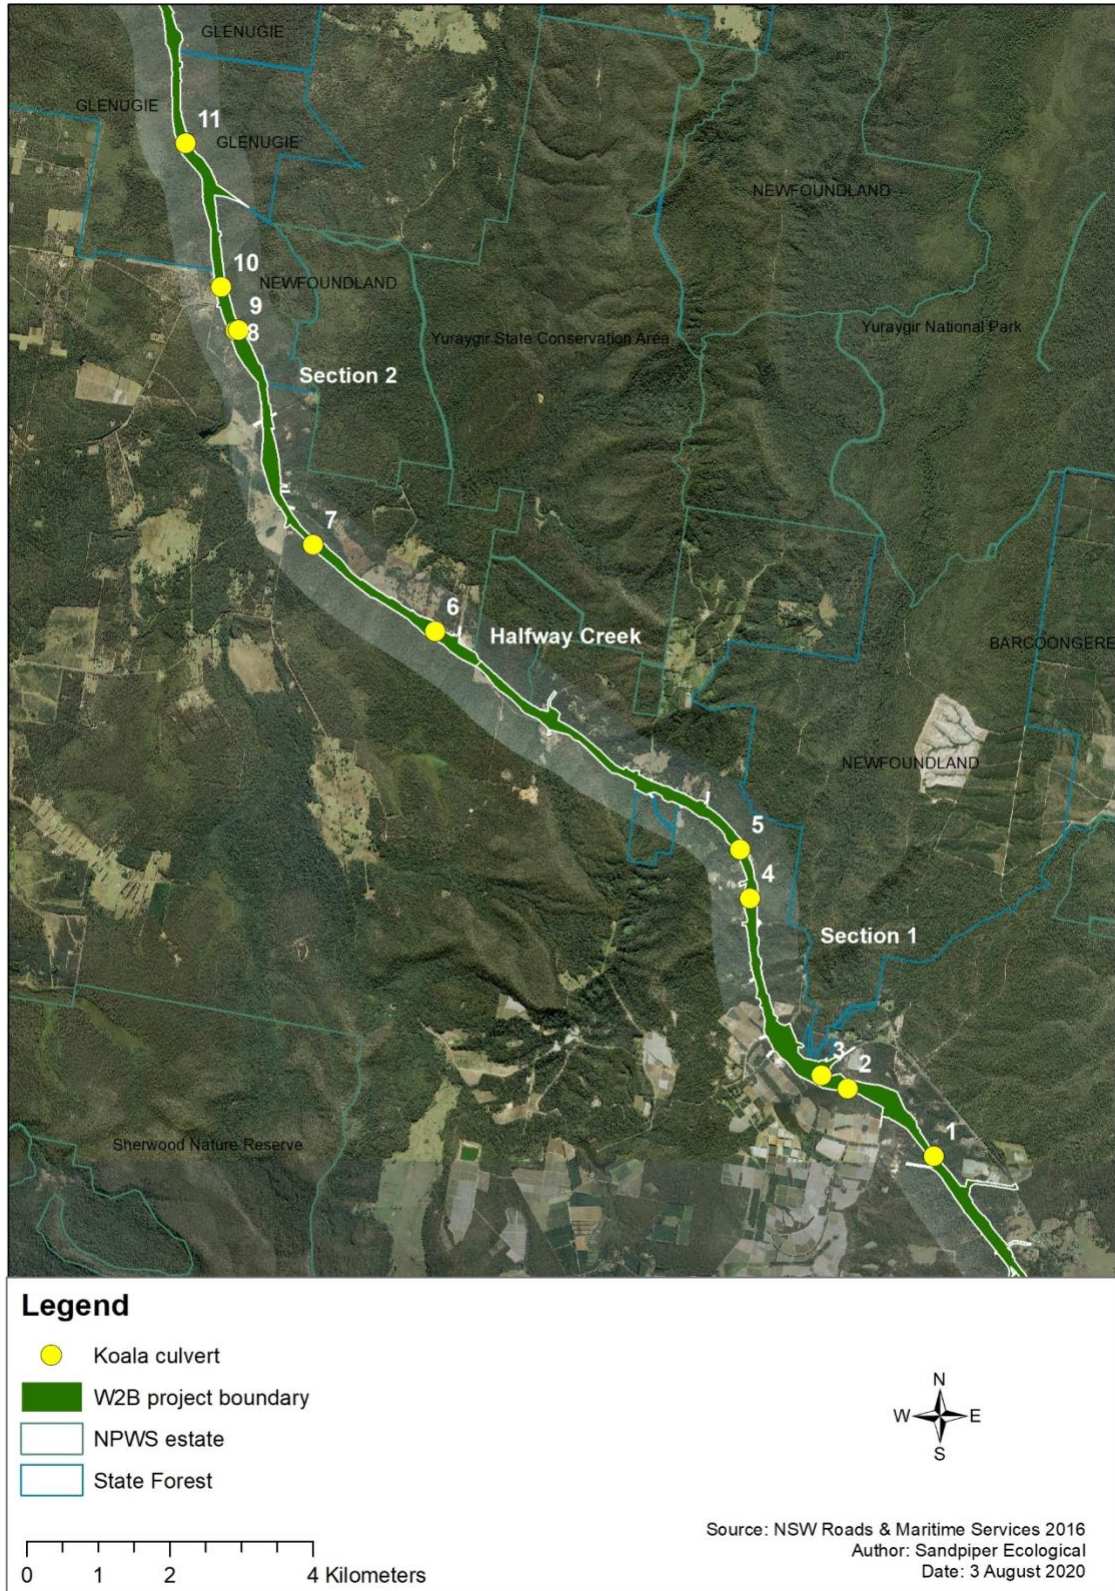 GLENUGIE
GLENUGIE
11
GLENUGIE
NEWFOUNDLAND
10
NEWFOUNDLAND
9
8
Yuraygir National Park
Yuraygir State Conservation Area
Section 2
7
6
Halfway Creek
BARCOONGERE
NEWFOUNDLAND
5
4
Section 1
3
2
1
Sherwood Nature Reserve
Legend
Koala culvert
W2B project boundary
NPWS estate
State Forest
N
W E
S
0 1 2 4 Kilometers
Source: NSW Roads & Maritime Services 2016
Author: Sandpiper Ecological
Date: 3 August 2020